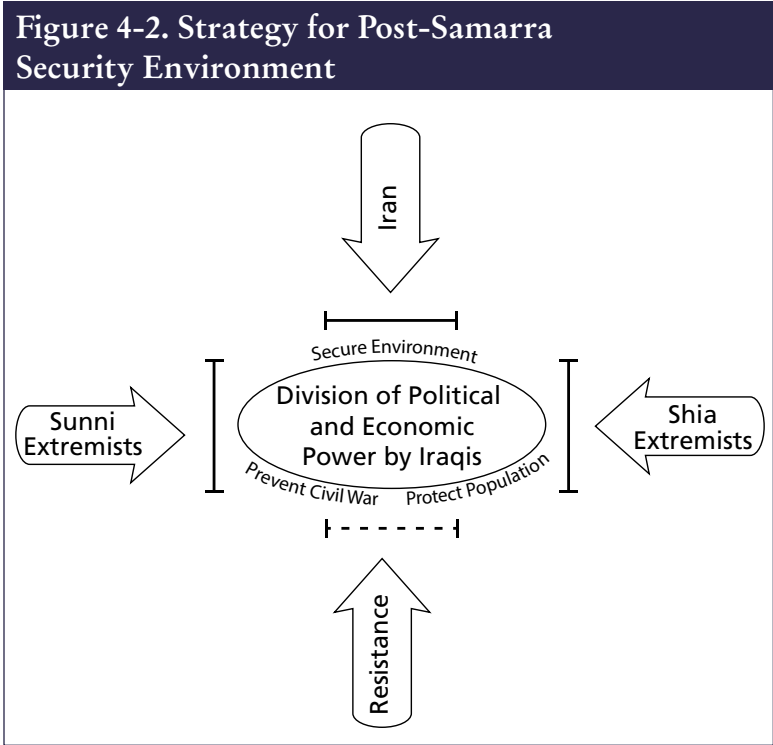 Figure 4-2. Strategy for Post-Samarra
Security Environment
Iran
Secure Environment
Sunni
Extremists
Division of Political
and Economic
Power by Iraqis
Shia
Extremists
Prevent Civil War
Protect Population
Resistance